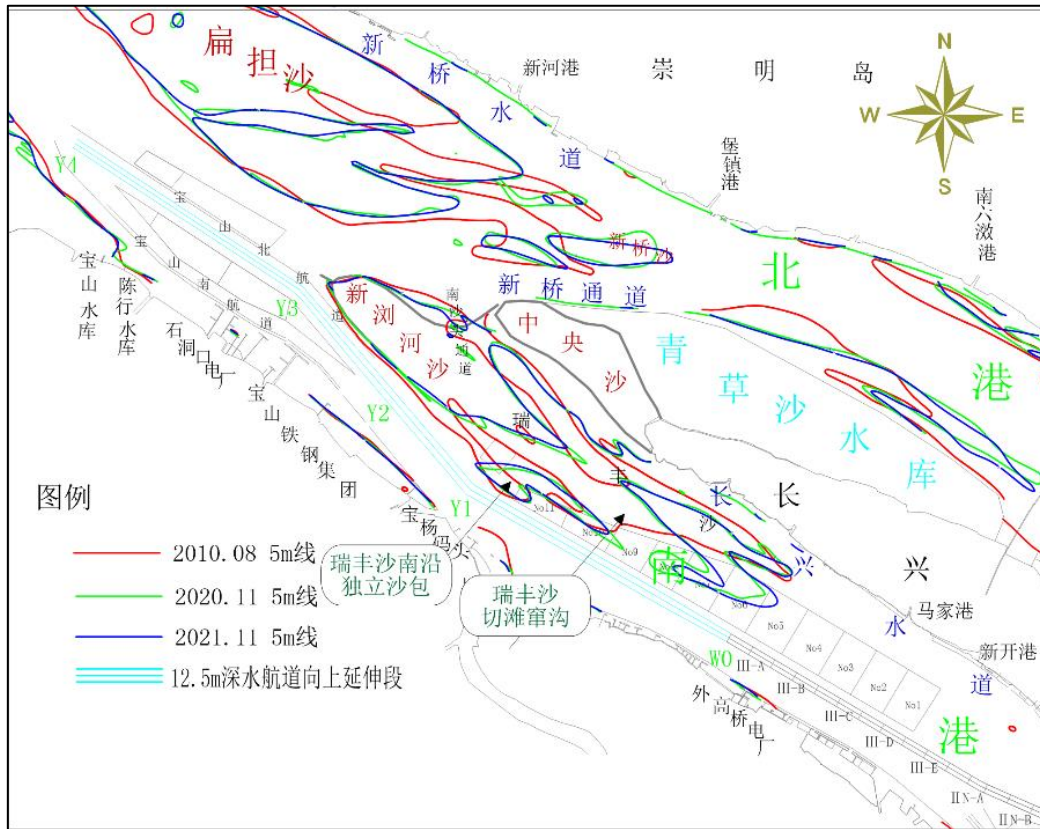 扁担沙
新桥水道
新河港
崇明岛
N
W
E
S
堡镇港
南六滧港
Y4
宝山北航道
宝山南航道
新桥沙
北港
新桥通道
宝山水库
陈行水库
Y3
新浏河沙
南沙头通道
中央沙
青草沙水库
石洞口电厂
Y2
瑞丰沙
宝山铁钢集团
长兴
长兴水道
图例
Y1
No11
No9
宝杨码头
南港
2010.08 5m线
瑞丰沙南沿
独立沙包
2020.11 5m线
瑞丰沙
切滩窜沟
No6
No5
马家港
2021.11 5m线
No4
新开港
W0
No3
12.5m深水航道向上延伸段
III-A
No2
III-B
No1
外高桥电厂
III-C
III-D
III-E
IIN-A
IIN-B